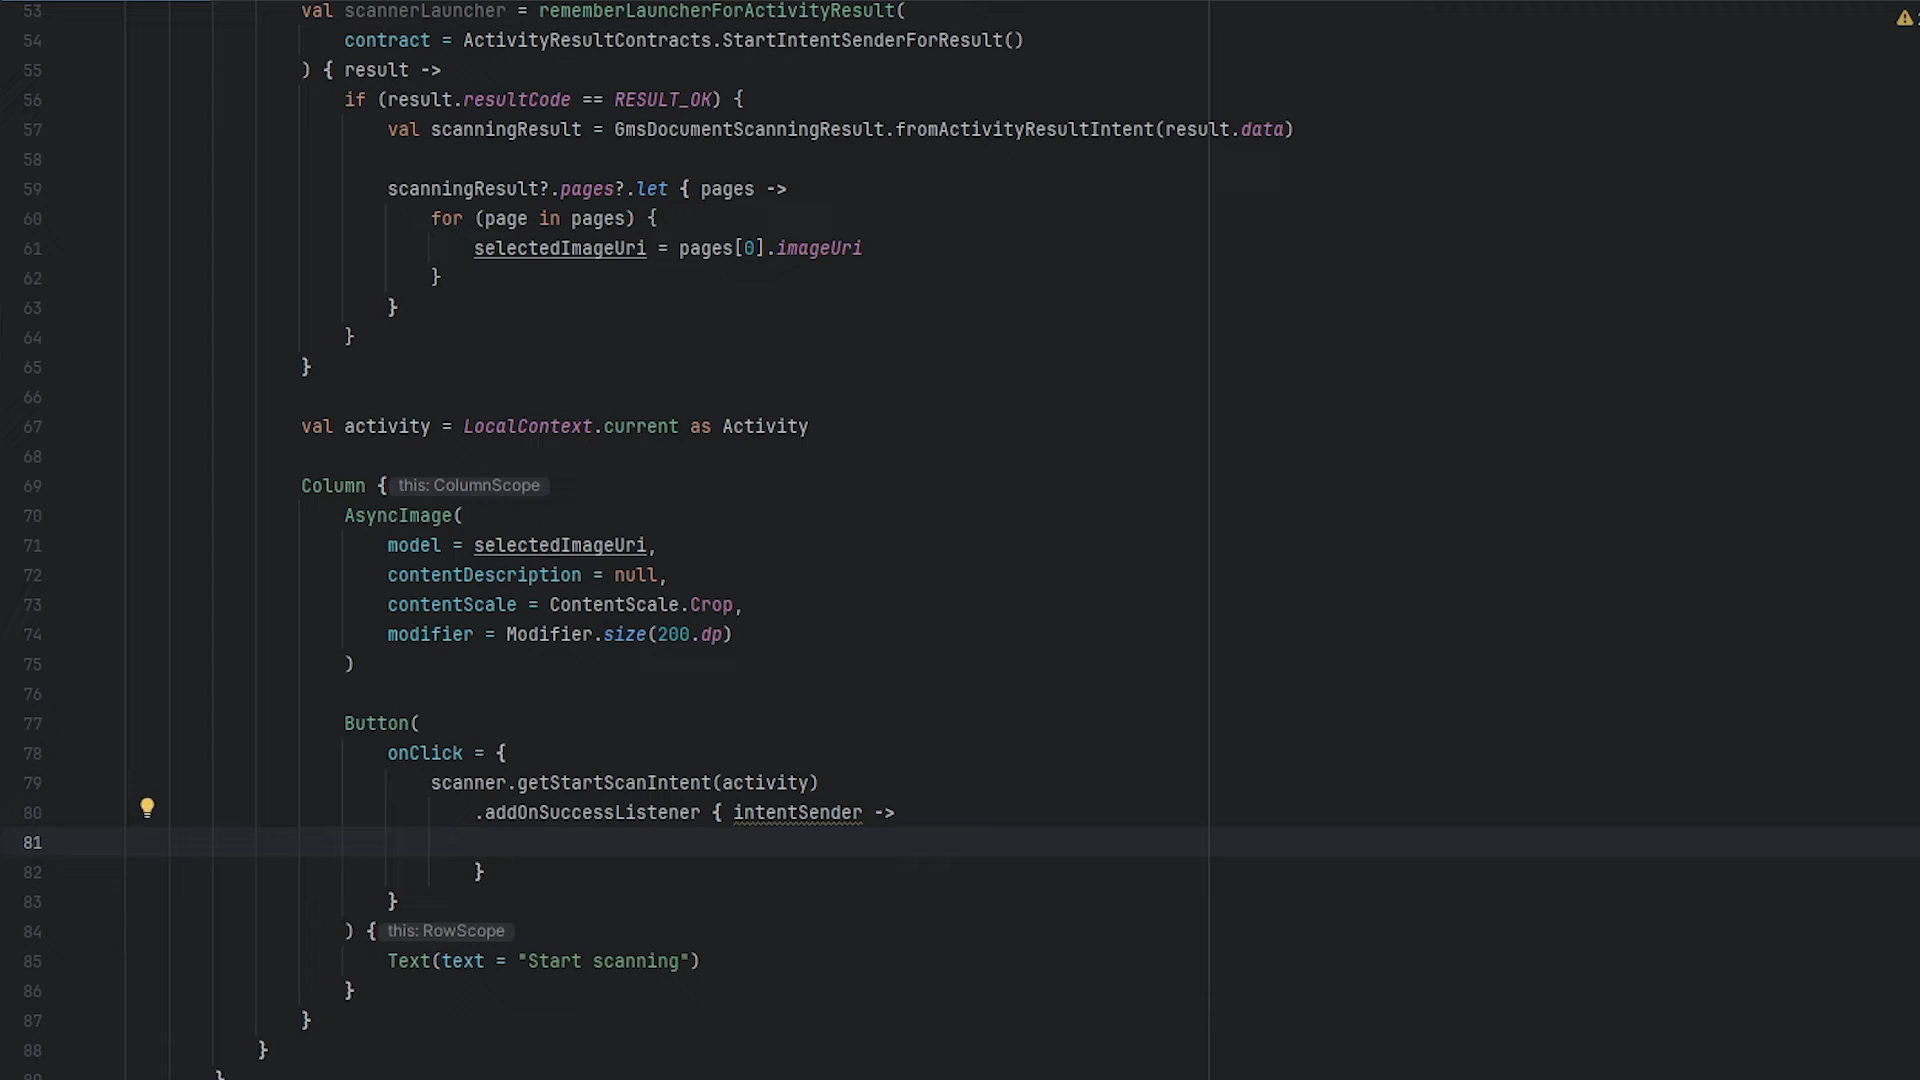 53 val scannerLauncher = rememberLauncherForActivityResult(
54 contract = ActivityResultContracts.StartIntentSenderForResult()
55 ) { result ->
56 if (result.resultCode == RESULT_OK) {
57 val scanningResult = GmsDocumentScanningResult.fromActivityResultIntent(result.data)
58
59 scanningResult?.pages?.let { pages ->
60 for (page in pages) {
61 selectedImageUri = pages[0].imageUri
62 }
63 }
64 }
65 }
66
67 val activity = LocalContext.current as Activity
68
69 Column { this: ColumnScope
70 AsyncImage(
71 model = selectedImageUri,
72 contentDescription = null,
73 contentScale = ContentScale.Crop,
74 modifier = Modifier.size(200.dp)
75 )
76
77 Button(
78 onClick = {
79 scanner.getStartScanIntent(activity)
80 .addOnSuccessListener { intentSender ->
81
82 }
83 }
84 ) { this: RowScope
85 Text(text = "Start scanning")
86 }
87 }
88 }
89 }